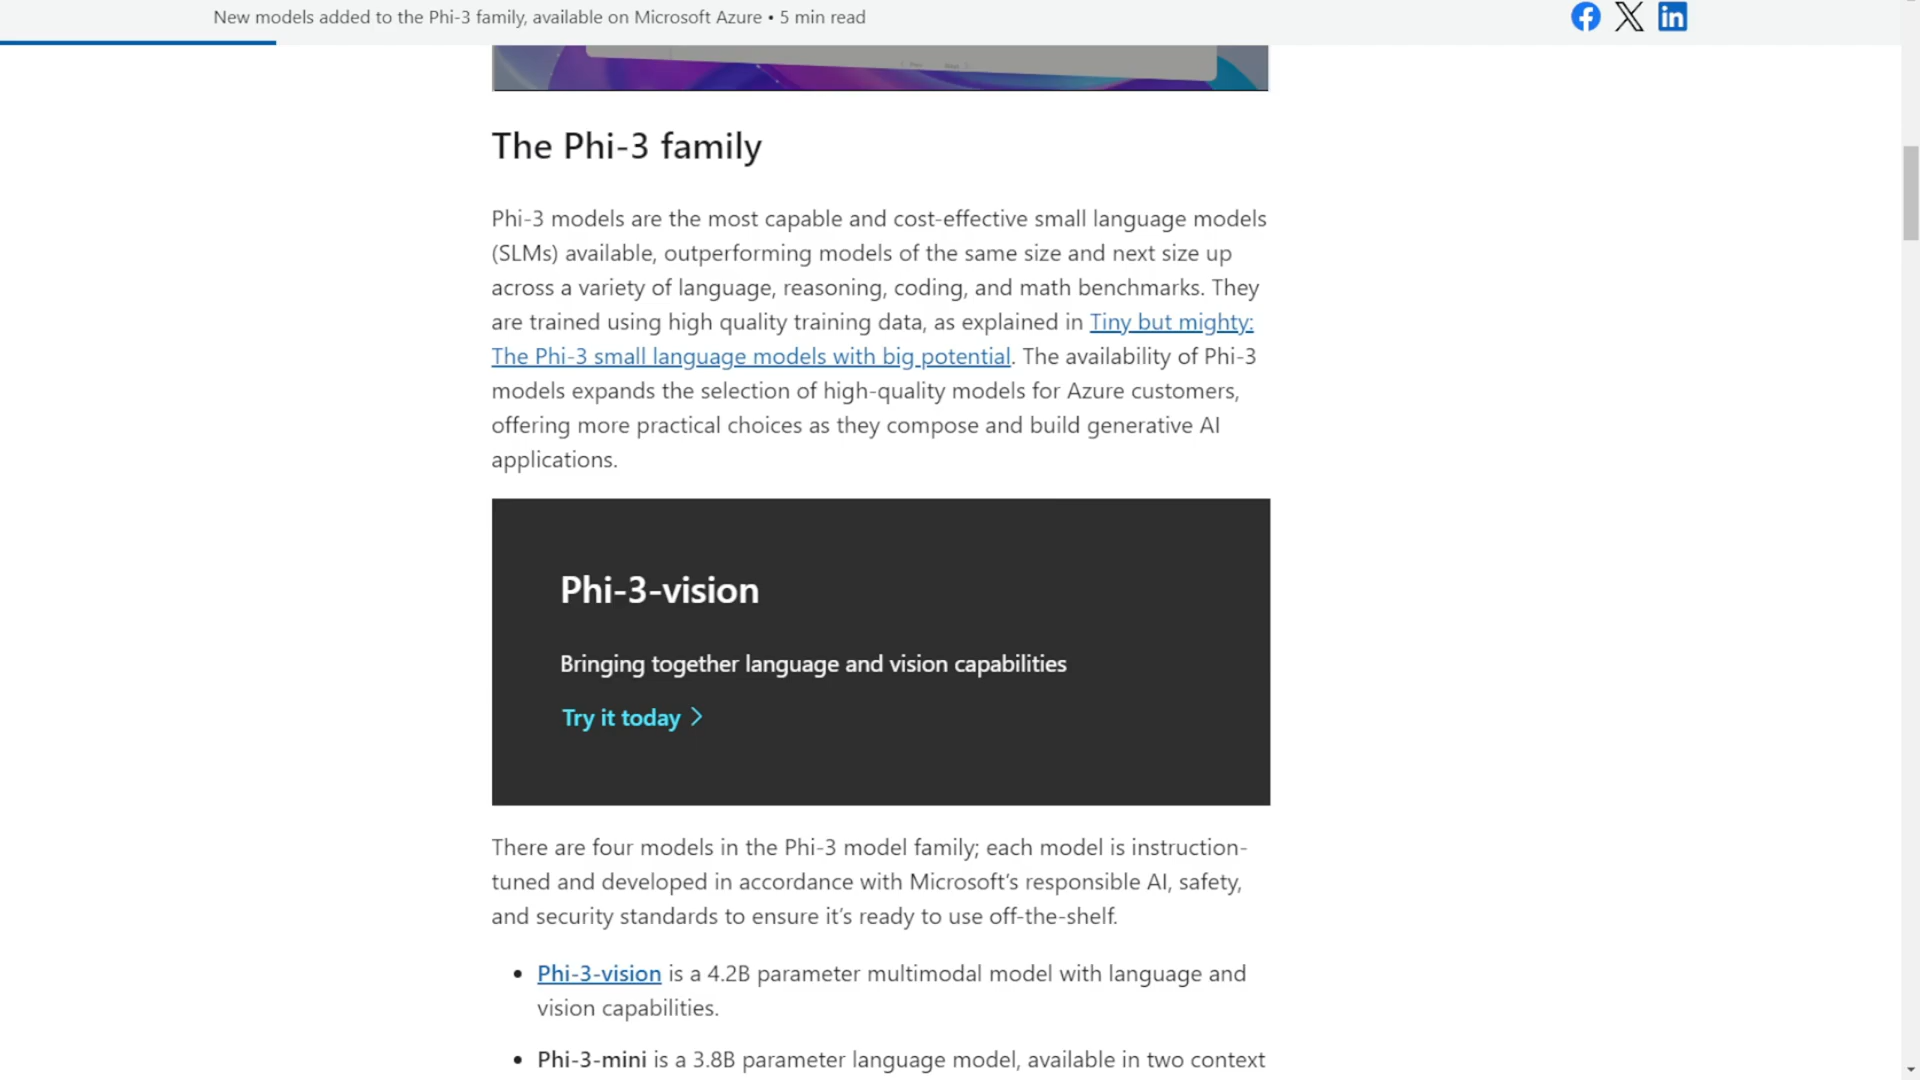 New models added to the Phi-3 family, available on Microsoft Azure • 5 min read
The Phi-3 family
Phi-3 models are the most capable and cost-effective small language models
(SLMs) available, outperforming models of the same size and next size up
across a variety of language, reasoning, coding, and math benchmarks. They
are trained using high quality training data, as explained in Tiny but mighty:
The Phi-3 small language models with big potential. The availability of Phi-3
models expands the selection of high-quality models for Azure customers,
offering more practical choices as they compose and build generative AI
applications.
Phi-3-vision
Bringing together language and vision capabilities
Try it today
There are four models in the Phi-3 model family; each model is instruction-
tuned and developed in accordance with Microsoft’s responsible AI, safety,
and security standards to ensure it’s ready to use off-the-shelf.
• Phi-3-vision is a 4.2B parameter multimodal model with language and
vision capabilities.
• Phi-3-mini is a 3.8B parameter language model, available in two context